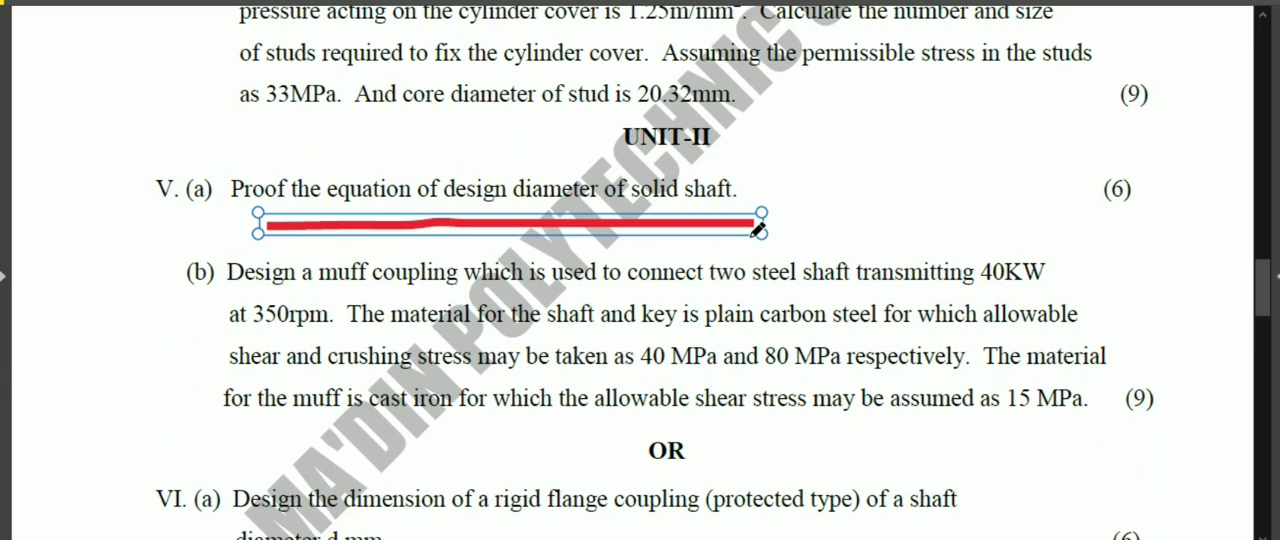 pressure acting on the cylinder cover is 1.25m/mm². Calculate the number and size
of studs required to fix the cylinder cover. Assuming the permissible stress in the studs
as 33MPa. And core diameter of stud is 20.32mm. (9)
UNIT-II
V. (a) Proof the equation of design diameter of solid shaft. (6)
(b) Design a muff coupling which is used to connect two steel shaft transmitting 40KW
at 350rpm. The material for the shaft and key is plain carbon steel for which allowable
shear and crushing stress may be taken as 40 MPa and 80 MPa respectively. The material
for the muff is cast iron for which the allowable shear stress may be assumed as 15 MPa. (9)
OR
VI. (a) Design the dimension of a rigid flange coupling (protected type) of a shaft
diameter d mm (6)
MA'DIN POLYTECHNIC